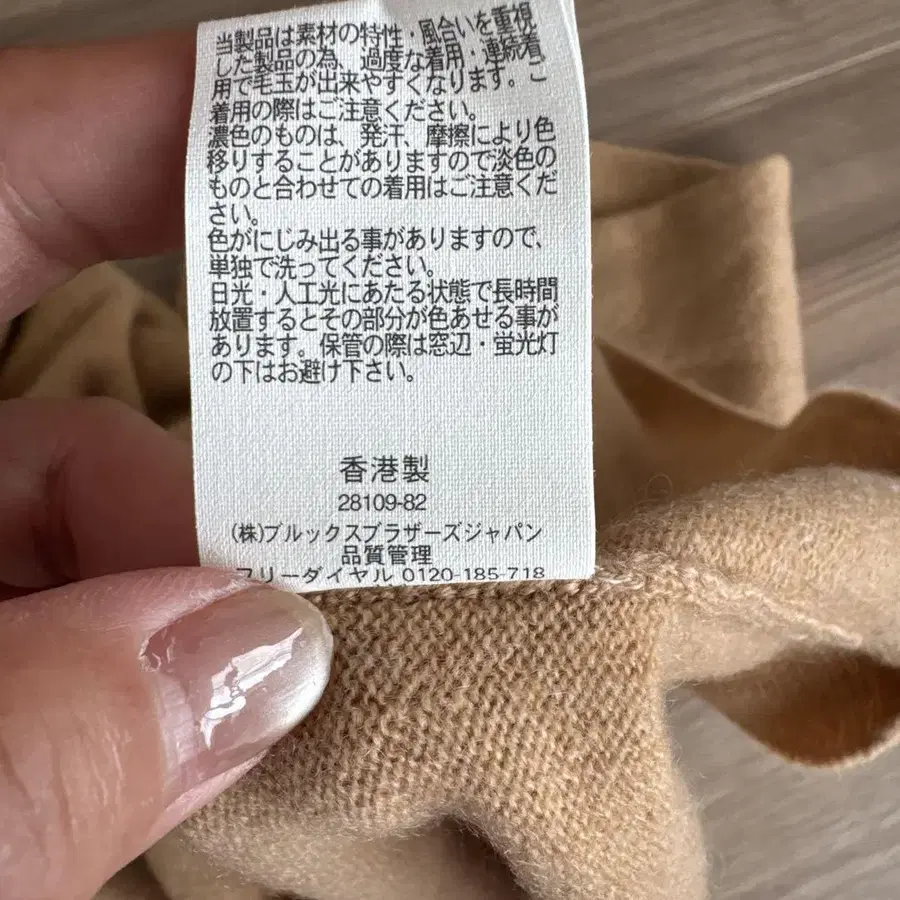 当製品は素材の特性・風合いを重視
した製品の為、過度な着用・連続着
用で毛玉が出来やすくなります。ご
着用の際はご注意ください。
濃色のものは、発汗、摩擦により色
移りすることがありますので淡色の
ものと合わせての着用はご注意くだ
さい。
色がにじみ出る事がありますので、
単独で洗ってください。
日光・人工光にあたる状態で長時間
放置するとその部分が色あせる事が
あります。保管の際は窓辺・蛍光灯
の下はお避け下さい。
香港製
28109-82
(株)ブルックスブラザーズジャパン
品質管理
フリーダイヤル 0120-185-718